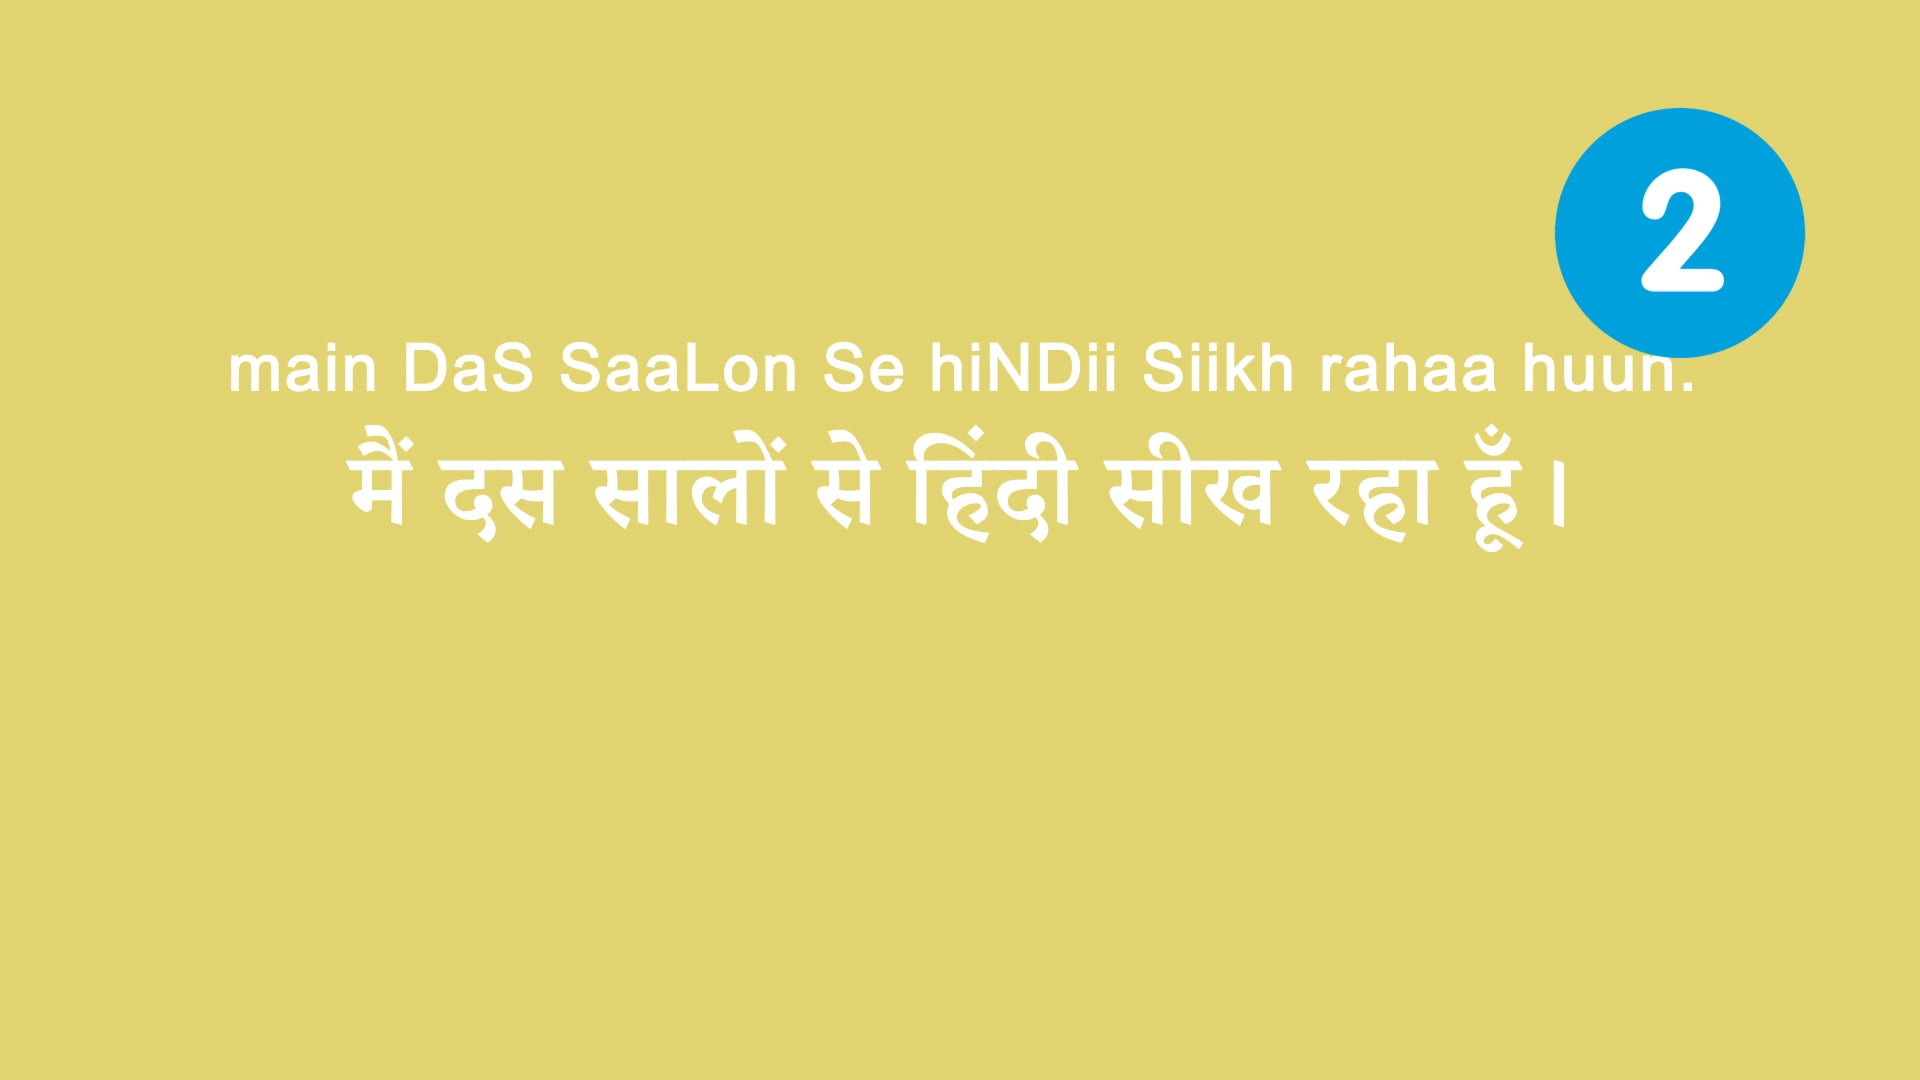 2
main DaS SaaLon Se hiNDii Siikh rahaa huun.
मैं दस सालों से हिंदी सीख रहा हूँ।